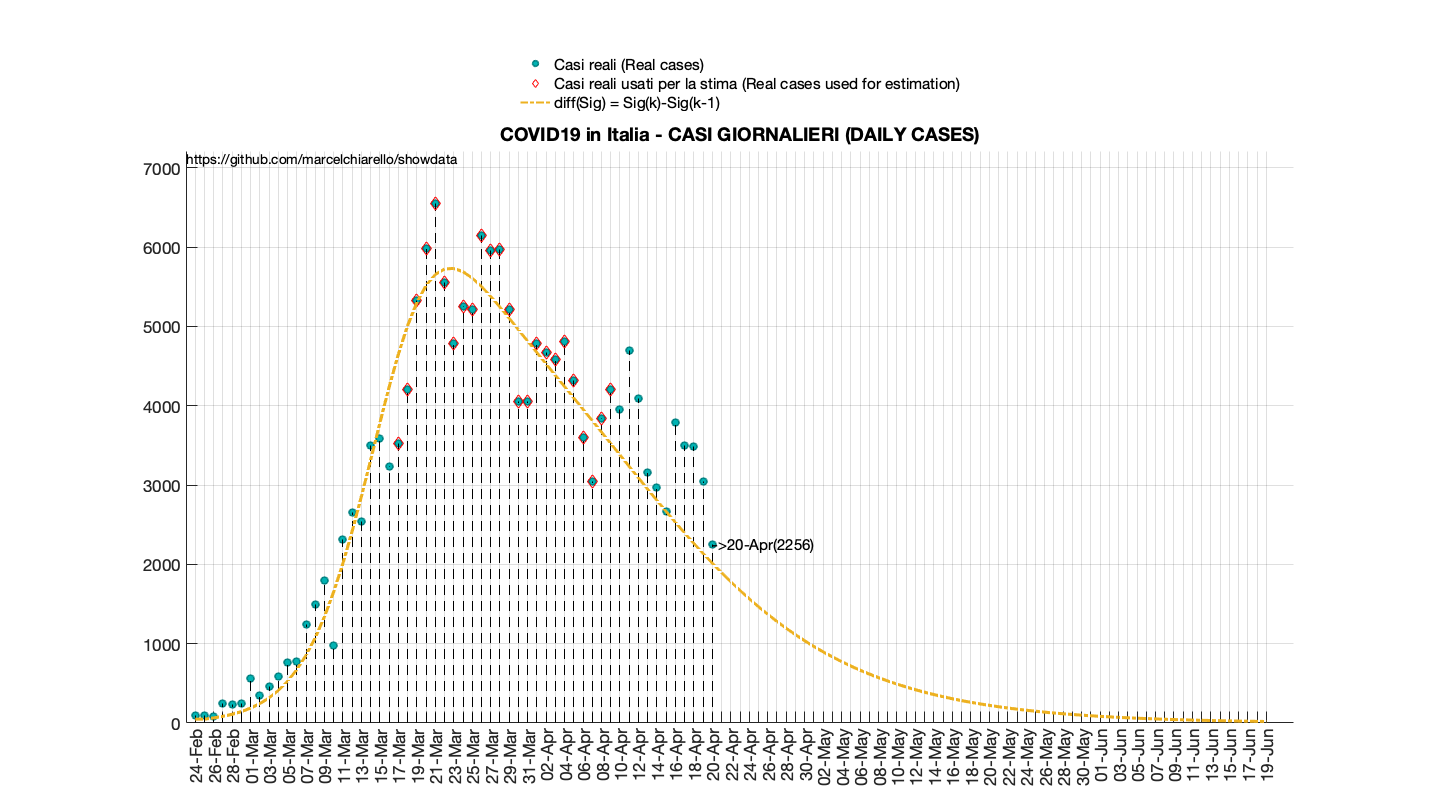 Casi reali (Real cases)
Casi reali usati per la stima (Real cases used for estimation)
diff(Sig) = Sig(k)-Sig(k-1)
COVID19 in Italia - CASI GIORNALIERI (DAILY CASES)
https://github.com/marcelchiarello/showdata
7000
6000
5000
4000
3000
2000
1000
0
->20-Apr(2256)
24-Feb
26-Feb
28-Feb
01-Mar
03-Mar
05-Mar
07-Mar
09-Mar
11-Mar
13-Mar
15-Mar
17-Mar
19-Mar
21-Mar
23-Mar
25-Mar
27-Mar
29-Mar
31-Mar
02-Apr
04-Apr
06-Apr
08-Apr
10-Apr
12-Apr
14-Apr
16-Apr
18-Apr
20-Apr
22-Apr
24-Apr
26-Apr
28-Apr
30-Apr
02-May
04-May
06-May
08-May
10-May
12-May
14-May
16-May
18-May
20-May
22-May
24-May
26-May
28-May
30-May
01-Jun
03-Jun
05-Jun
07-Jun
09-Jun
11-Jun
13-Jun
15-Jun
17-Jun
19-Jun